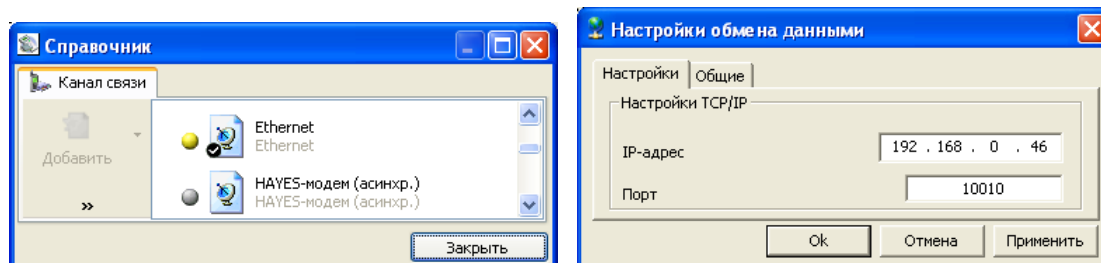 Справочник
Канал связи
Добавить
»
Ethernet
Ethernet
HAYES-модем (асинхр.)
HAYES-модем (асинхр.)
Закрыть
Настройки обмена данными
Настройки
Общие
Настройки TCP/IP
IP-адрес
192 . 168 . 0 . 46
Порт
10010
Ok
Отмена
Применить